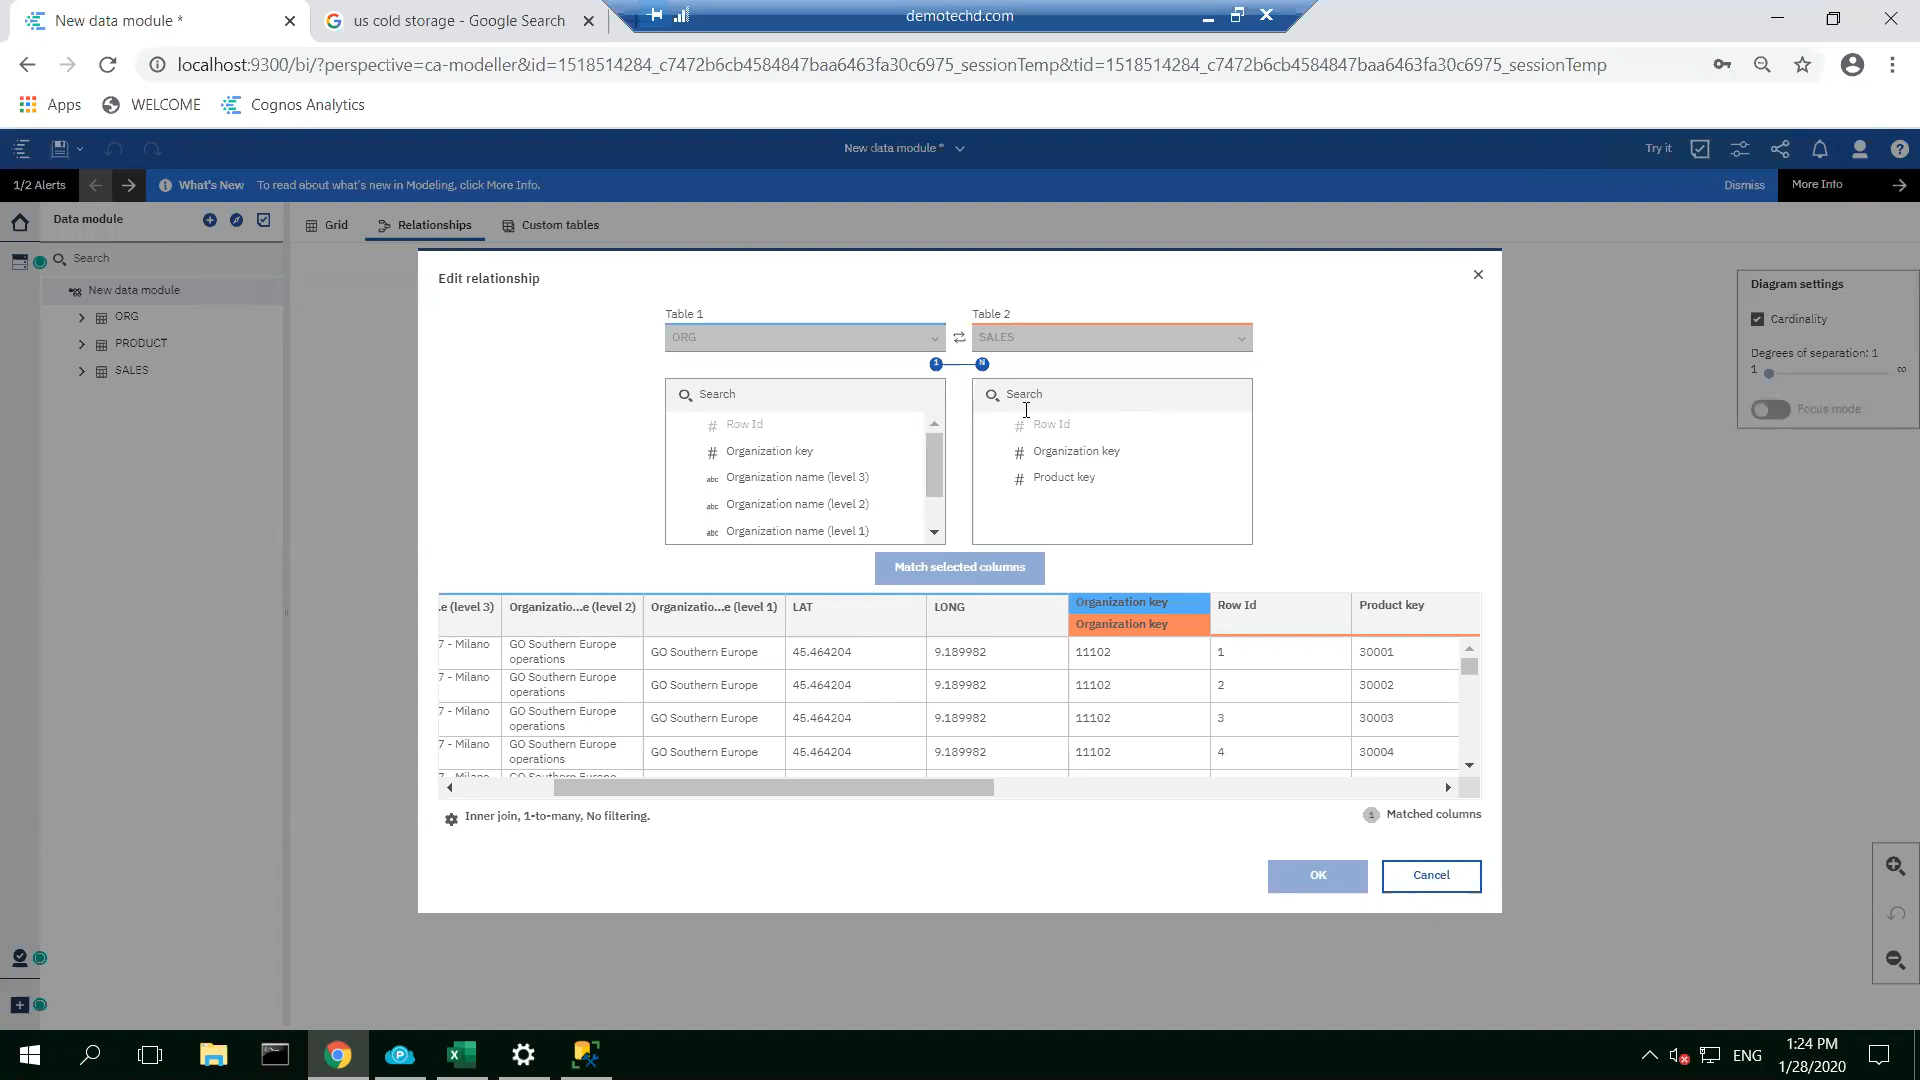 New data module *
us cold storage - Google Search
demotechd.com
localhost:9300/bi/?perspective=ca-modeller&id=1518514284_c7472b6cb4584847baa6463fa30c6975_sessionTemp&tid=1518514284_c7472b6cb4584847baa6463fa30c6975_sessionTemp
Apps
WELCOME
Cognos Analytics
New data module *
Try it
1/2 Alerts
What's New
To read about what's new in Modeling, click More Info.
Dismiss
More Info
Data module
Grid
Relationships
Custom tables
Search
New data module
ORG
PRODUCT
SALES
Diagram settings
Cardinality
Degrees of separation: 1
1
∞
Focus mode
Edit relationship
Table 1
Table 2
ORG
SALES
1
N
Search
Row Id
Organization key
Organization name (level 3)
Organization name (level 2)
Organization name (level 1)
Search
Row Id
Organization key
Product key
Match selected columns
.e (level 3) Organizatio...e (level 2) Organizatio...e (level 1) LAT LONG Organization key Row Id Product key
Organization key
7 - Milano GO Southern Europe operations GO Southern Europe 45.464204 9.189982 11102 1 30001
7 - Milano GO Southern Europe operations GO Southern Europe 45.464204 9.189982 11102 2 30002
7 - Milano GO Southern Europe operations GO Southern Europe 45.464204 9.189982 11102 3 30003
7 - Milano GO Southern Europe operations GO Southern Europe 45.464204 9.189982 11102 4 30004
Inner join, 1-to-many, No filtering.
1 Matched columns
OK
Cancel
ENG
1:24 PM
1/28/2020